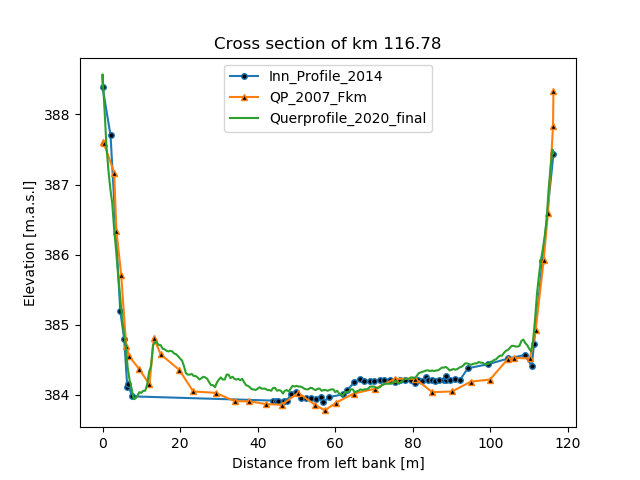 Cross section of km 116.78
Inn_Profile_2014
QP_2007_Fkm
Querprofile_2020_final
Elevation [m.a.s.l]
388
387
386
385
384
0 20 40 60 80 100 120
Distance from left bank [m]